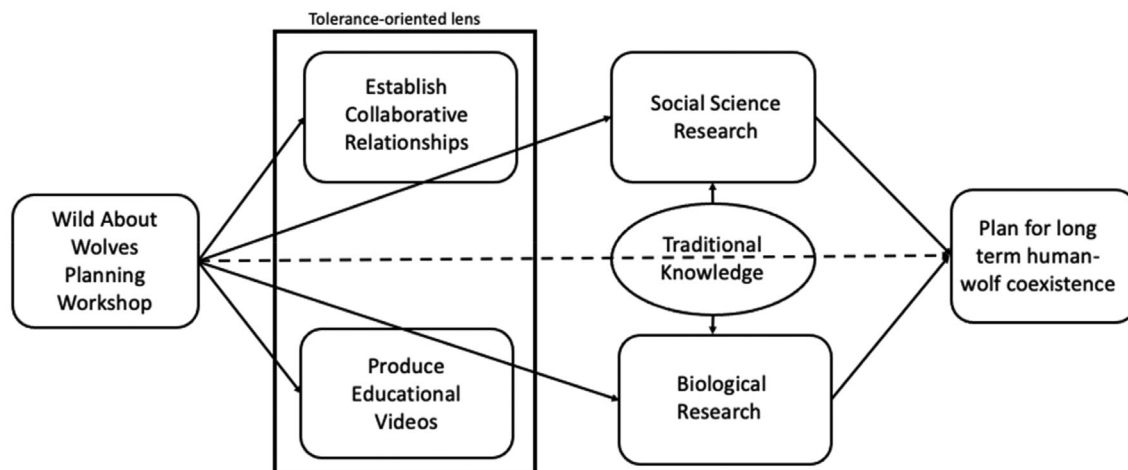 Tolerance-oriented lens
Establish
Collaborative
Relationships
Social Science
Research
Wild About
Wolves
Planning
Workshop
Traditional
Knowledge
Plan for long
term human-
wolf coexistence
Produce
Educational
Videos
Biological
Research